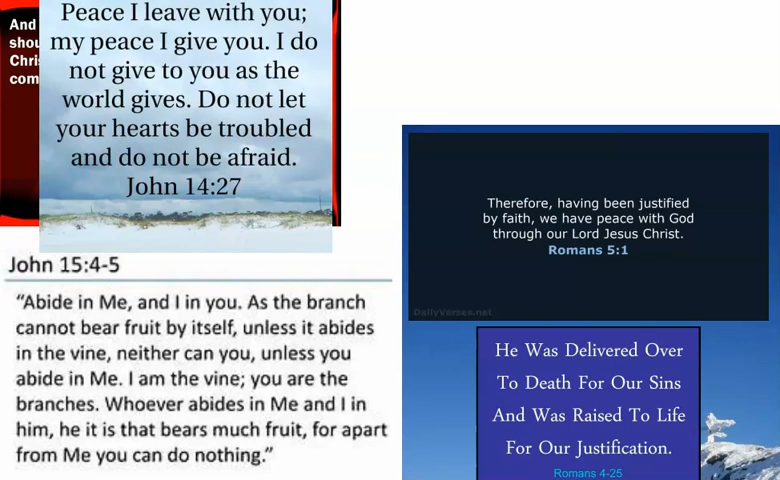 And
Peace I leave with you;
my peace I give you. I do
not give to you as the
world gives. Do not let
your hearts be troubled
and do not be afraid.
John 14:27
John 15:4-5
“Abide in Me, and I in you. As the branch
cannot bear fruit by itself, unless it abides
in the vine, neither can you, unless you
abide in Me. I am the vine; you are the
branches. Whoever abides in Me and I in
him, he it is that bears much fruit, for apart
from Me you can do nothing.”
Therefore, having been justified
by faith, we have peace with God
through our Lord Jesus Christ.
Romans 5:1
DailyVerses.net
He Was Delivered Over
To Death For Our Sins
And Was Raised To Life
For Our Justification.
Romans 4-25